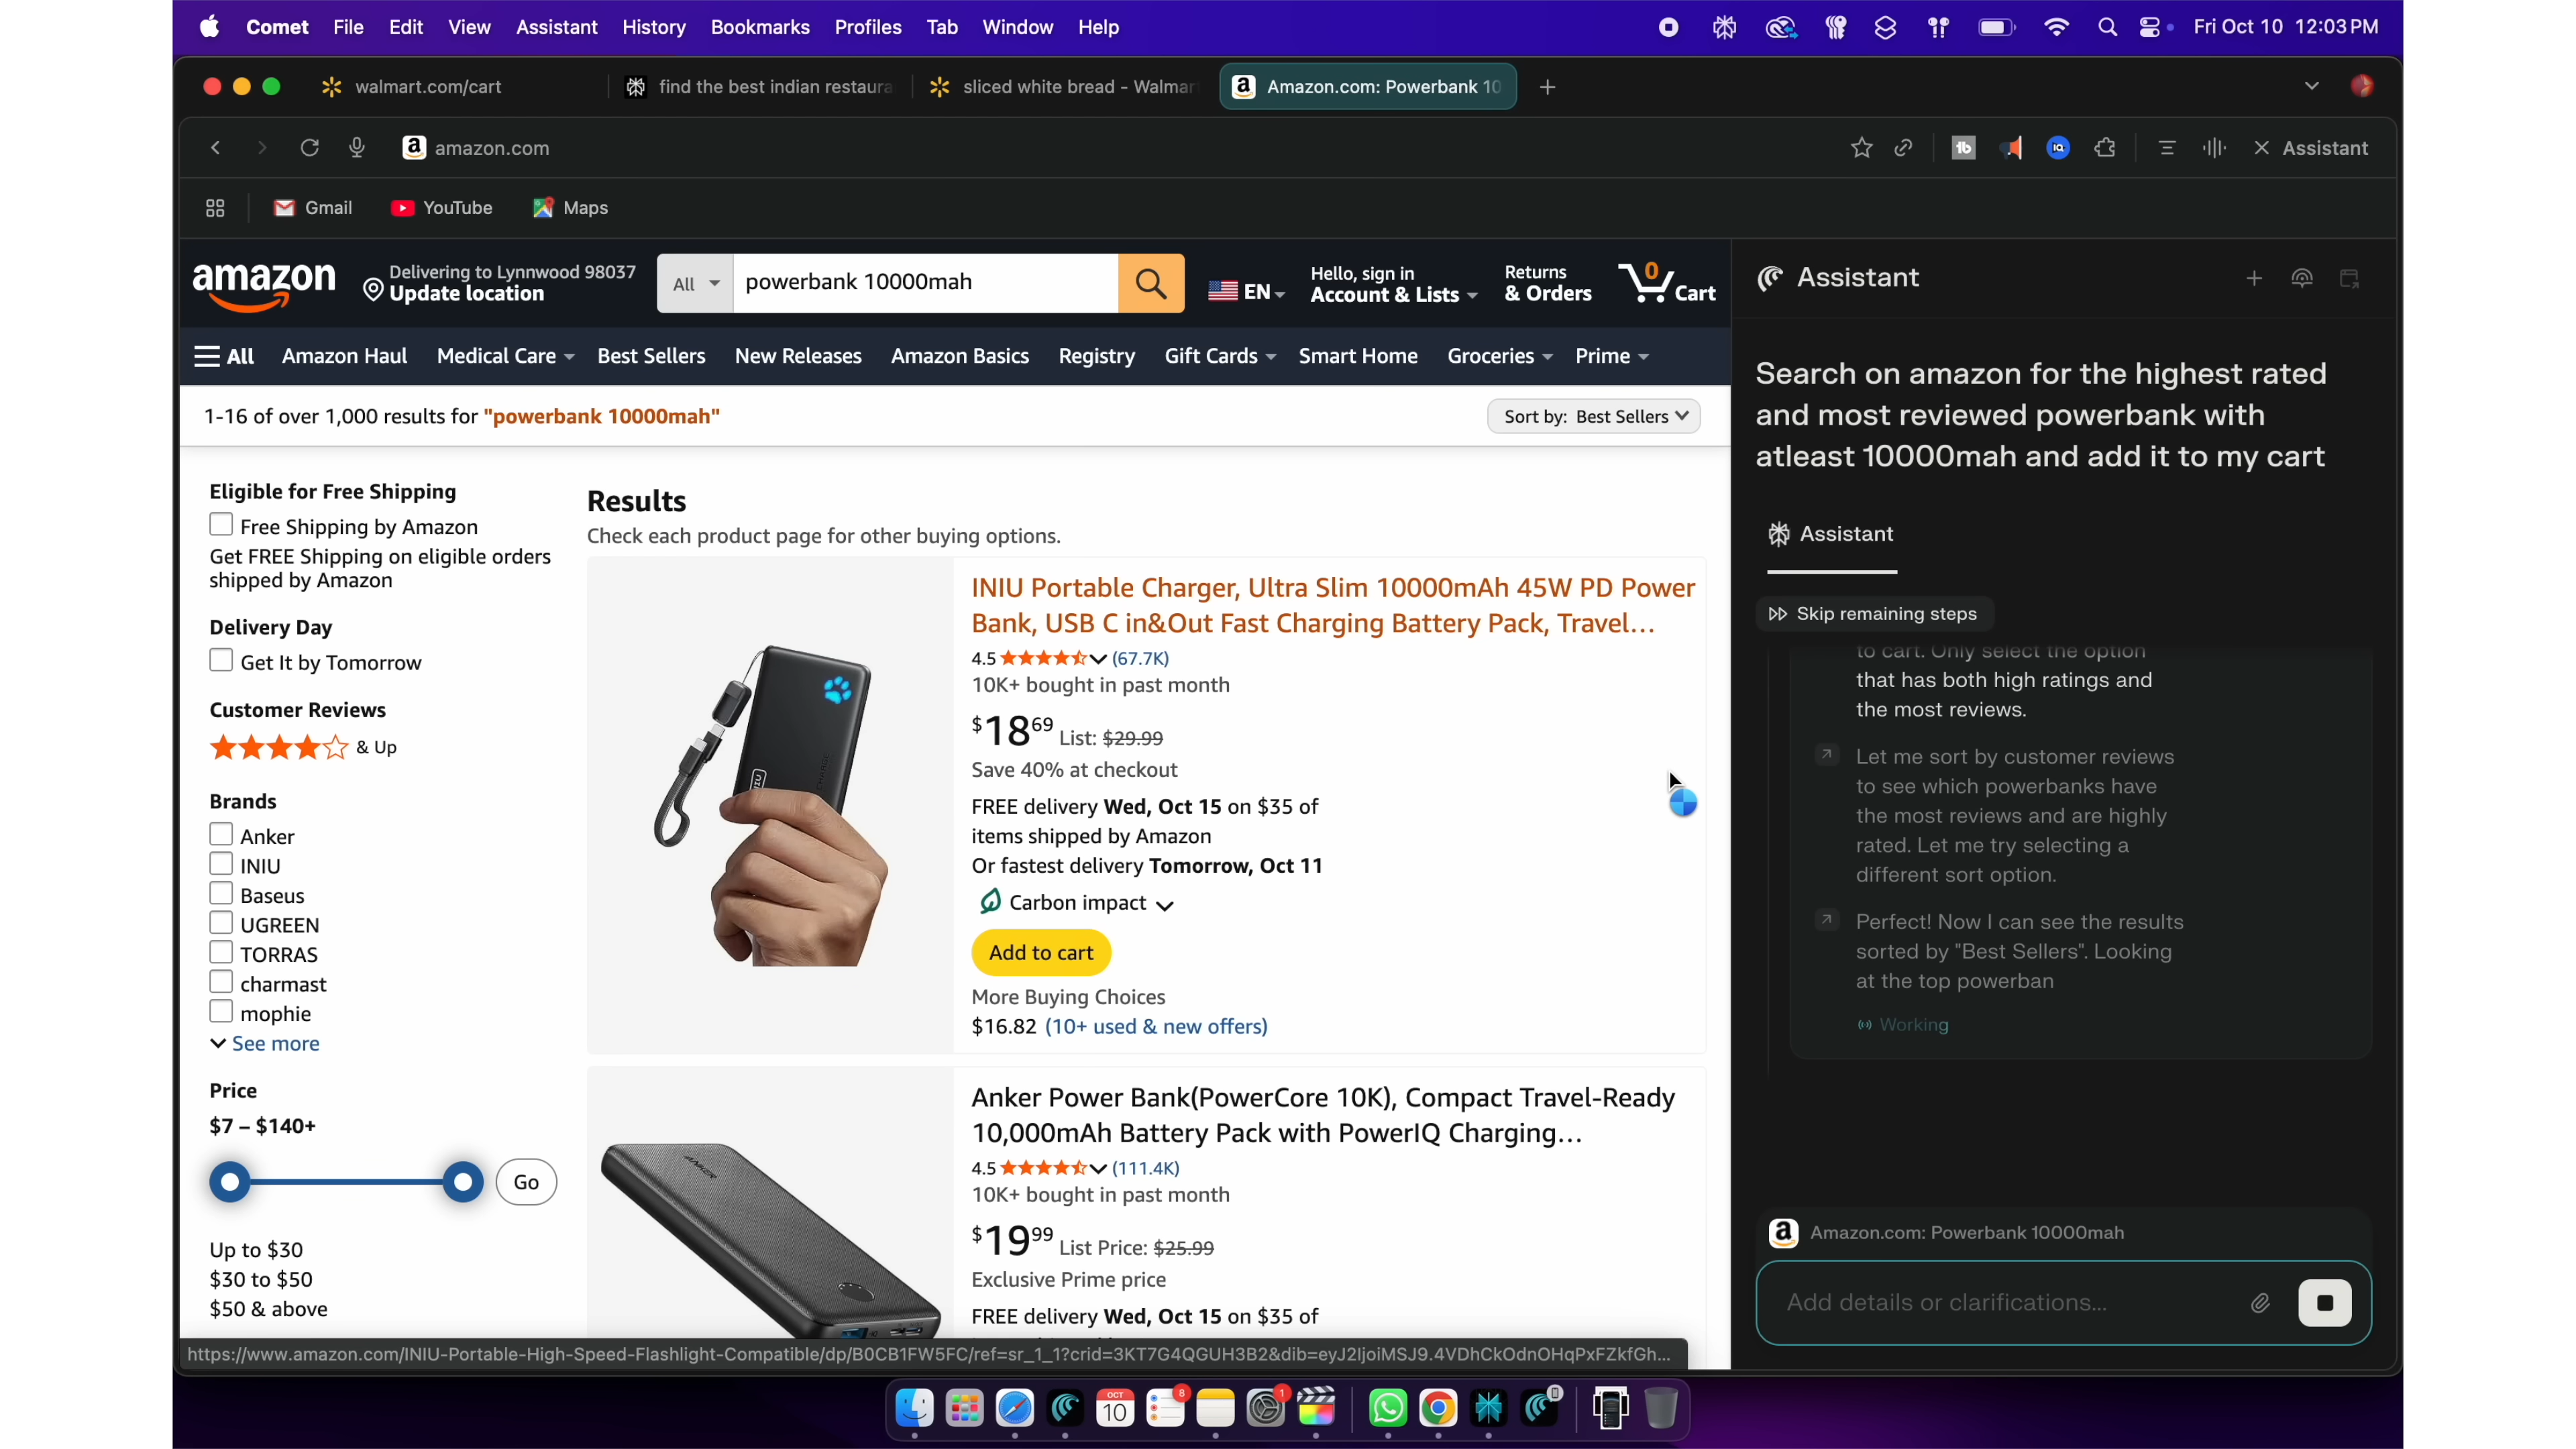 Comet File Edit View Assistant History Bookmarks Profiles Tab Window Help
Fri Oct 10 12:03 PM
walmart.com/cart
find the best indian restaura
sliced white bread - Walmar
Amazon.com: Powerbank 10
amazon.com
Assistant
Gmail YouTube Maps
amazon
Delivering to Lynnwood 98037
Update location
All
powerbank 10000mah
EN
Hello, sign in
Account & Lists
Returns
& Orders
0
Cart
All Amazon Haul Medical Care Best Sellers New Releases Amazon Basics Registry Gift Cards Smart Home Groceries Prime
1-16 of over 1,000 results for "powerbank 10000mah"
Sort by: Best Sellers
Eligible for Free Shipping
Free Shipping by Amazon
Get FREE Shipping on eligible orders
shipped by Amazon
Delivery Day
Get It by Tomorrow
Customer Reviews
& Up
Brands
Anker
INIU
Baseus
UGREEN
TORRAS
charmast
mophie
See more
Price
$7 – $140+
Go
Up to $30
$30 to $50
$50 & above
Results
Check each product page for other buying options.
INIU
INIU Portable Charger, Ultra Slim 10000mAh 45W PD Power
Bank, USB C in&Out Fast Charging Battery Pack, Travel...
4.5 (67.7K)
10K+ bought in past month
$18.69 List: $29.99
Save 40% at checkout
FREE delivery Wed, Oct 15 on $35 of
items shipped by Amazon
Or fastest delivery Tomorrow, Oct 11
Carbon impact
Add to cart
More Buying Choices
$16.82 (10+ used & new offers)
ANKER
Anker Power Bank(PowerCore 10K), Compact Travel-Ready
10,000mAh Battery Pack with PowerIQ Charging...
4.5 (111.4K)
10K+ bought in past month
$19.99 List Price: $25.99
Exclusive Prime price
FREE delivery Wed, Oct 15 on $35 of
https://www.amazon.com/INIU-Portable-High-Speed-Flashlight-Compatible/dp/B0CB1FW5FC/ref=sr_1_1?crid=3KT7G4QGUH3B2&dib=eyJ2IjoiMSJ9.4VDhCkOdnOHqPxFZkfGh...
Assistant
Search on amazon for the highest rated
and most reviewed powerbank with
atleast 10000mah and add it to my cart
Assistant
Skip remaining steps
to cart. Only select the option
that has both high ratings and
the most reviews.
Let me sort by customer reviews
to see which powerbanks have
the most reviews and are highly
rated. Let me try selecting a
different sort option.
Perfect! Now I can see the results
sorted by "Best Sellers". Looking
at the top powerban
Working
Amazon.com: Powerbank 10000mah
Add details or clarifications...
OCT
10
8
1